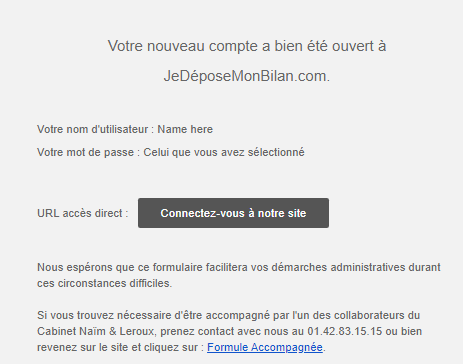 Votre nouveau compte a bien été ouvert à
JeDéposeMonBilan.com.
Votre nom d'utilisateur : Name here
Votre mot de passe : Celui que vous avez sélectionné
URL accès direct : Connectez-vous à notre site
Nous espérons que ce formulaire facilitera vos démarches administratives durant
ces circonstances difficiles.
Si vous trouvez nécessaire d'être accompagné par l'un des collaborateurs du
Cabinet Naïm & Leroux, prenez contact avec nous au 01.42.83.15.15 ou bien
revenez sur le site et cliquez sur : Formule Accompagnée.